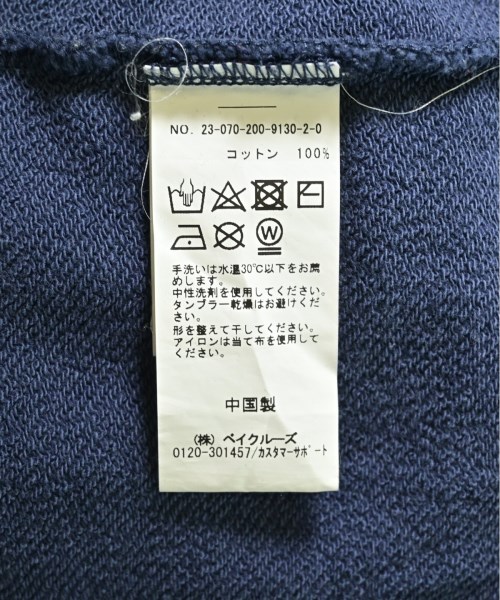 NO. 23-070-200-9130-2-0
コットン 100%
W
手洗いは水温30℃以下をお薦
めします。
中性洗剤を使用してください。
タンブラー乾燥はお避けくだ
さい。
形を整えて干してください。
アイロンは当て布を使用して
ください。
中国製
(株) ベイクルーズ
0120-301457/カスタマーサポート